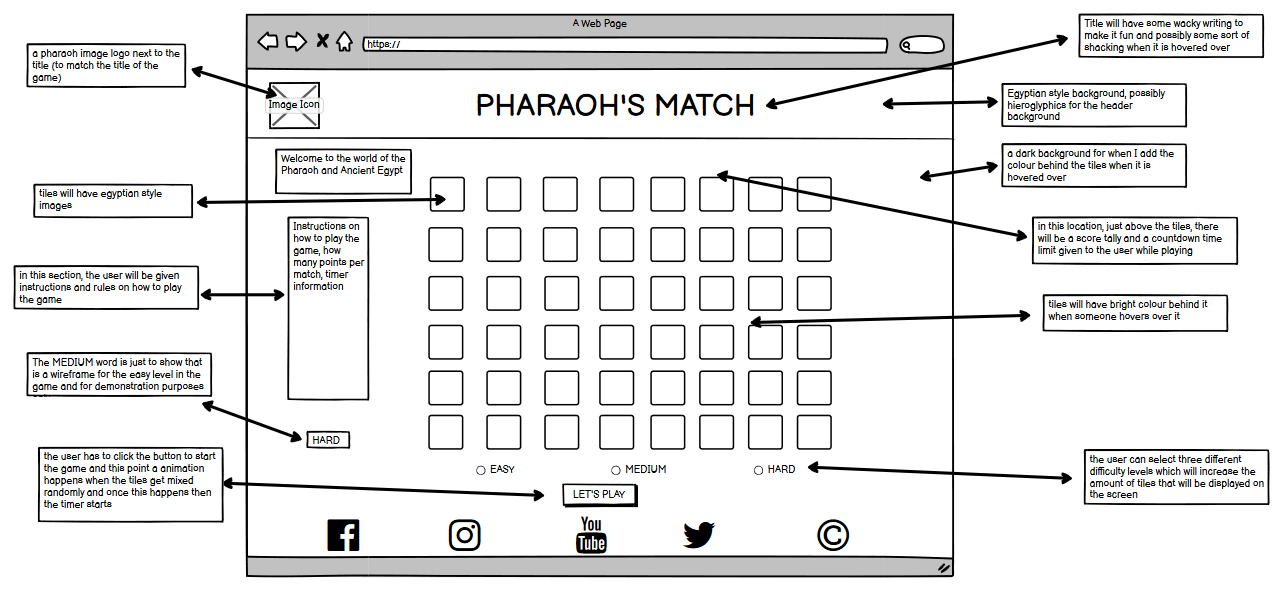 A Web Page
https://
a pharaoh image logo next to the
title (to match the title of the
game)
Title will have some wacky writing to
make it fun and possibly some sort of
shacking when it is hovered over
Image Icon
PHARAOH'S MATCH
Egyptian style background, possibly
hieroglyphics for the header
background
Welcome to the world of the
Pharaoh and Ancient Egypt
a dark background for when I add the
colour behind the tiles when it is
hovered over
tiles will have egyptian style
images
Instructions on
how to play the
game, how
many points per
match, timer
information
in this location, just above the tiles, there
will be a score tally and a countdown time
limit given to the user while playing
in this section, the user will be given
instructions and rules on how to play
the game
tiles will have bright colour behind it
when someone hovers over it
The MEDIUM word is just to show that
is a wireframe for the easy level in the
game and for demonstration purposes
HARD
the user has to click the button to start
the game and this point a animation
happens when the tiles get mixed
randomly and once this happens then
the timer starts
EASY
MEDIUM
HARD
the user can select three different
difficulty levels which will increase the
amount of tiles that will be displayed on
the screen
LET'S PLAY
You
Tube
©